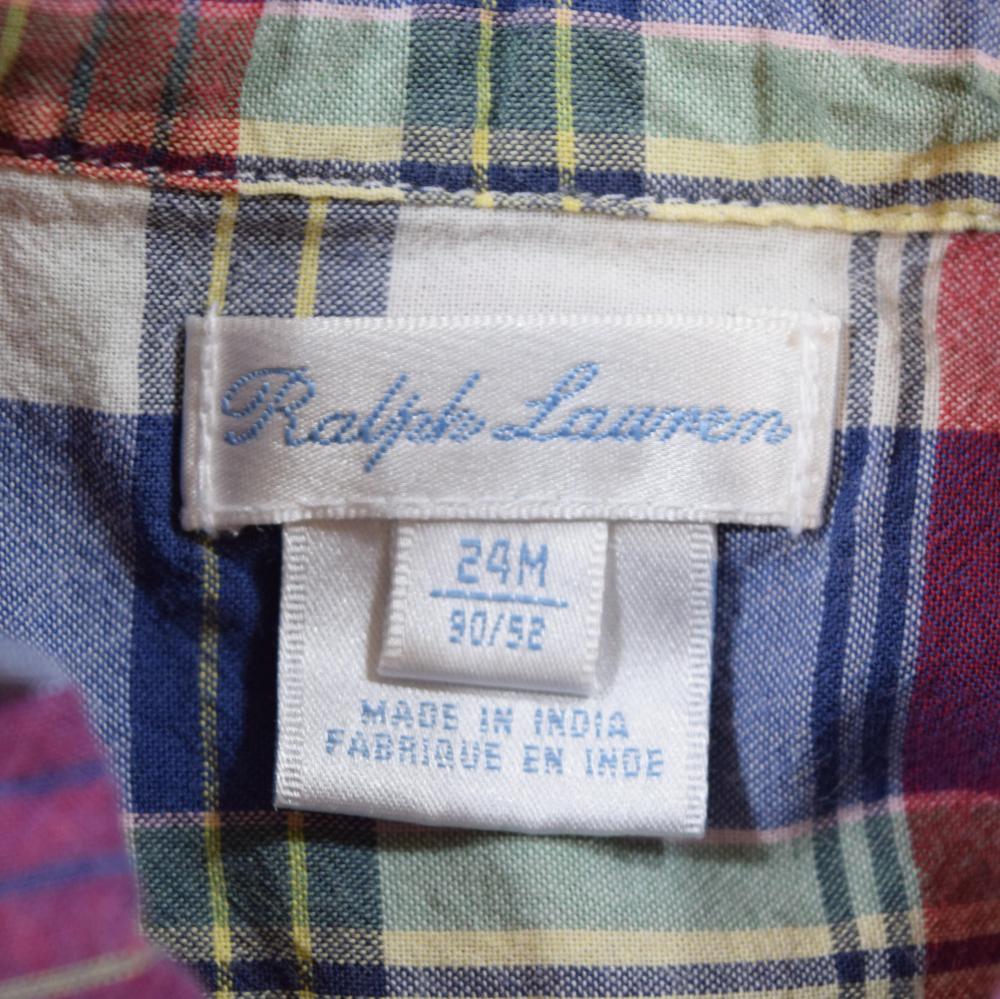 Ralph Lauren
24M
90/52
MADE IN INDIA
FABRIQUE EN INDE